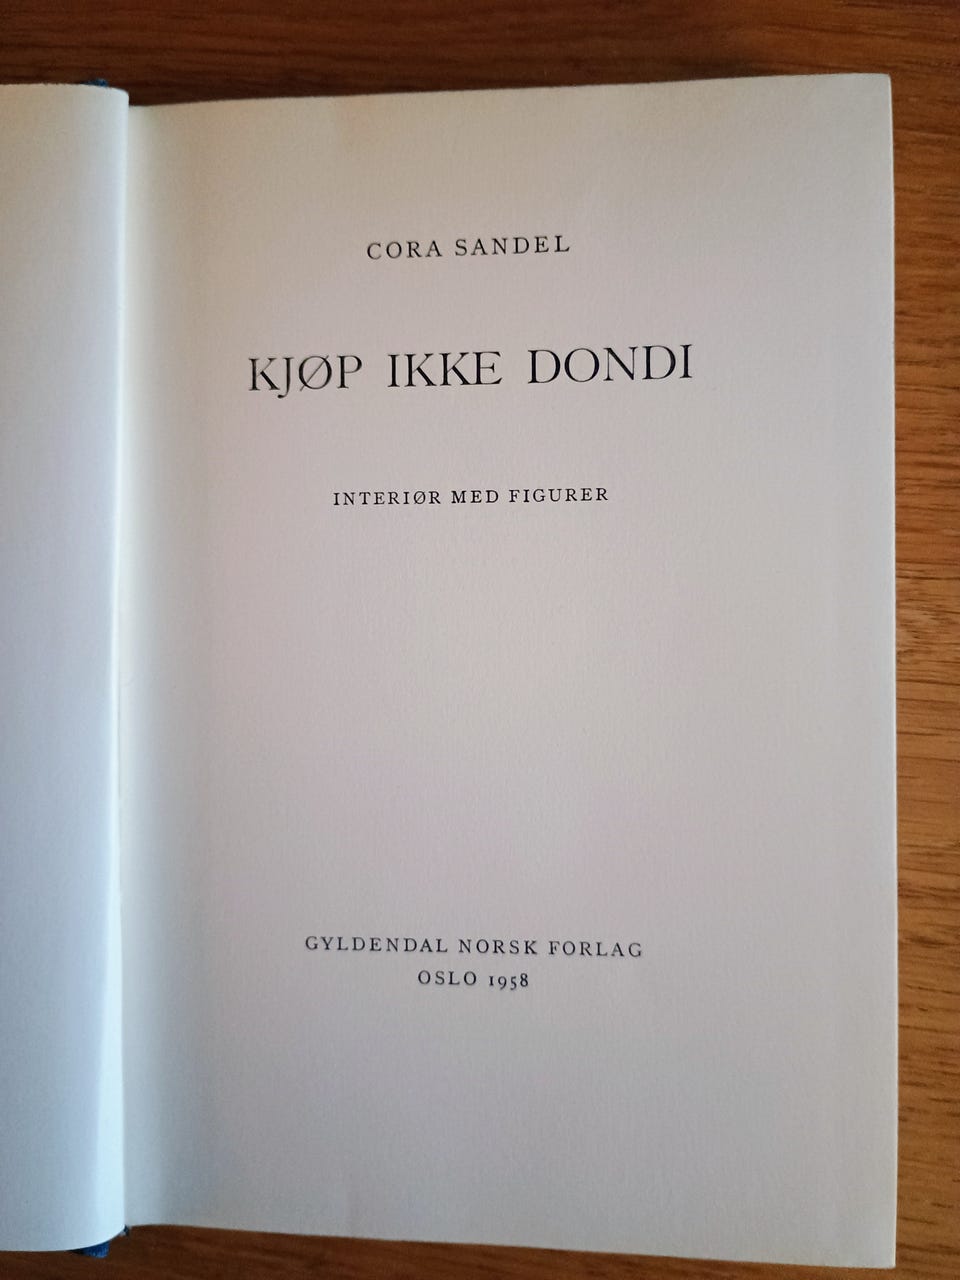 CORA SANDEL
KJØP IKKE DONDI
INTERIØR MED FIGURER
GYLDENDAL NORSK FORLAG
OSLO 1958